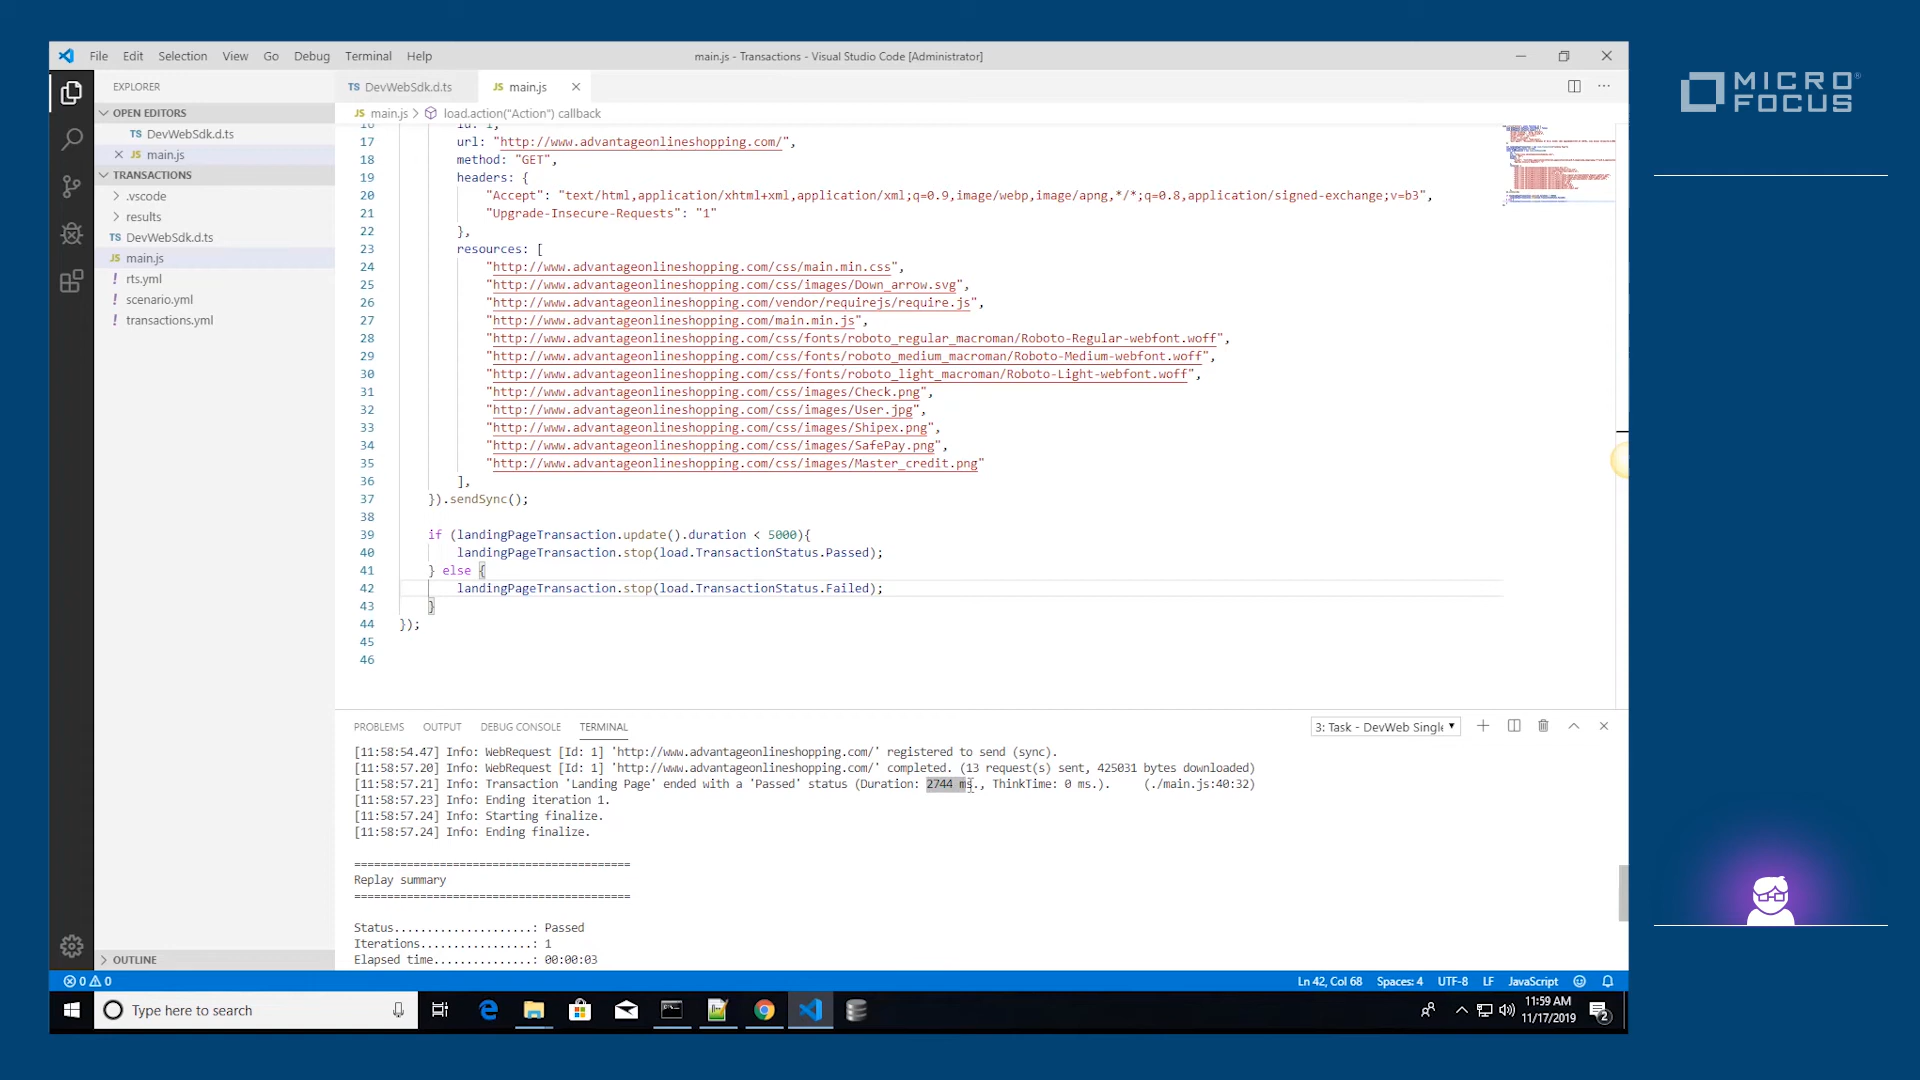 File Edit Selection View Go Debug Terminal Help
main.js - Transactions - Visual Studio Code [Administrator]
MICRO FOCUS
EXPLORER
OPEN EDITORS
TS DevWebSdk.d.ts
JS main.js
TRANSACTIONS
.vscode
results
TS DevWebSdk.d.ts
JS main.js
! rts.yml
! scenario.yml
! transactions.yml
OUTLINE
TS DevWebSdk.d.ts
JS main.js
JS main.js > load.action("Action") callback
16 id: 1,
17 url: "http://www.advantageonlineshopping.com/",
18 method: "GET",
19 headers: {
20 "Accept": "text/html,application/xhtml+xml,application/xml;q=0.9,image/webp,image/apng,*/*;q=0.8,application/signed-exchange;v=b3",
21 "Upgrade-Insecure-Requests": "1"
22 },
23 resources: [
24 "http://www.advantageonlineshopping.com/css/main.min.css",
25 "http://www.advantageonlineshopping.com/css/images/Down_arrow.svg",
26 "http://www.advantageonlineshopping.com/vendor/requirejs/require.js",
27 "http://www.advantageonlineshopping.com/main.min.js",
28 "http://www.advantageonlineshopping.com/css/fonts/roboto_regular_macroman/Roboto-Regular-webfont.woff",
29 "http://www.advantageonlineshopping.com/css/fonts/roboto_medium_macroman/Roboto-Medium-webfont.woff",
30 "http://www.advantageonlineshopping.com/css/fonts/roboto_light_macroman/Roboto-Light-webfont.woff",
31 "http://www.advantageonlineshopping.com/css/images/Check.png",
32 "http://www.advantageonlineshopping.com/css/images/User.jpg",
33 "http://www.advantageonlineshopping.com/css/images/Shipex.png",
34 "http://www.advantageonlineshopping.com/css/images/SafePay.png",
35 "http://www.advantageonlineshopping.com/css/images/Master_credit.png"
36 ],
37 }).sendSync();
38
39 if (landingPageTransaction.update().duration < 5000){
40 landingPageTransaction.stop(load.TransactionStatus.Passed);
41 } else {
42 landingPageTransaction.stop(load.TransactionStatus.Failed);
43 }
44 });
45
46
PROBLEMS OUTPUT DEBUG CONSOLE TERMINAL
3: Task - DevWeb Single
[11:58:54.47] Info: WebRequest [Id: 1] 'http://www.advantageonlineshopping.com/' registered to send (sync).
[11:58:57.20] Info: WebRequest [Id: 1] 'http://www.advantageonlineshopping.com/' completed. (13 request(s) sent, 425031 bytes downloaded)
[11:58:57.21] Info: Transaction 'Landing Page' ended with a 'Passed' status (Duration: 2744 ms., ThinkTime: 0 ms.). (./main.js:40:32)
[11:58:57.23] Info: Ending iteration 1.
[11:58:57.24] Info: Starting finalize.
[11:58:57.24] Info: Ending finalize.
==========================================
Replay summary
==========================================
Status.....................: Passed
Iterations.................: 1
Elapsed time...............: 00:00:03
0 0
Ln 42, Col 68 Spaces: 4 UTF-8 LF JavaScript
Type here to search
11:59 AM
11/17/2019
2